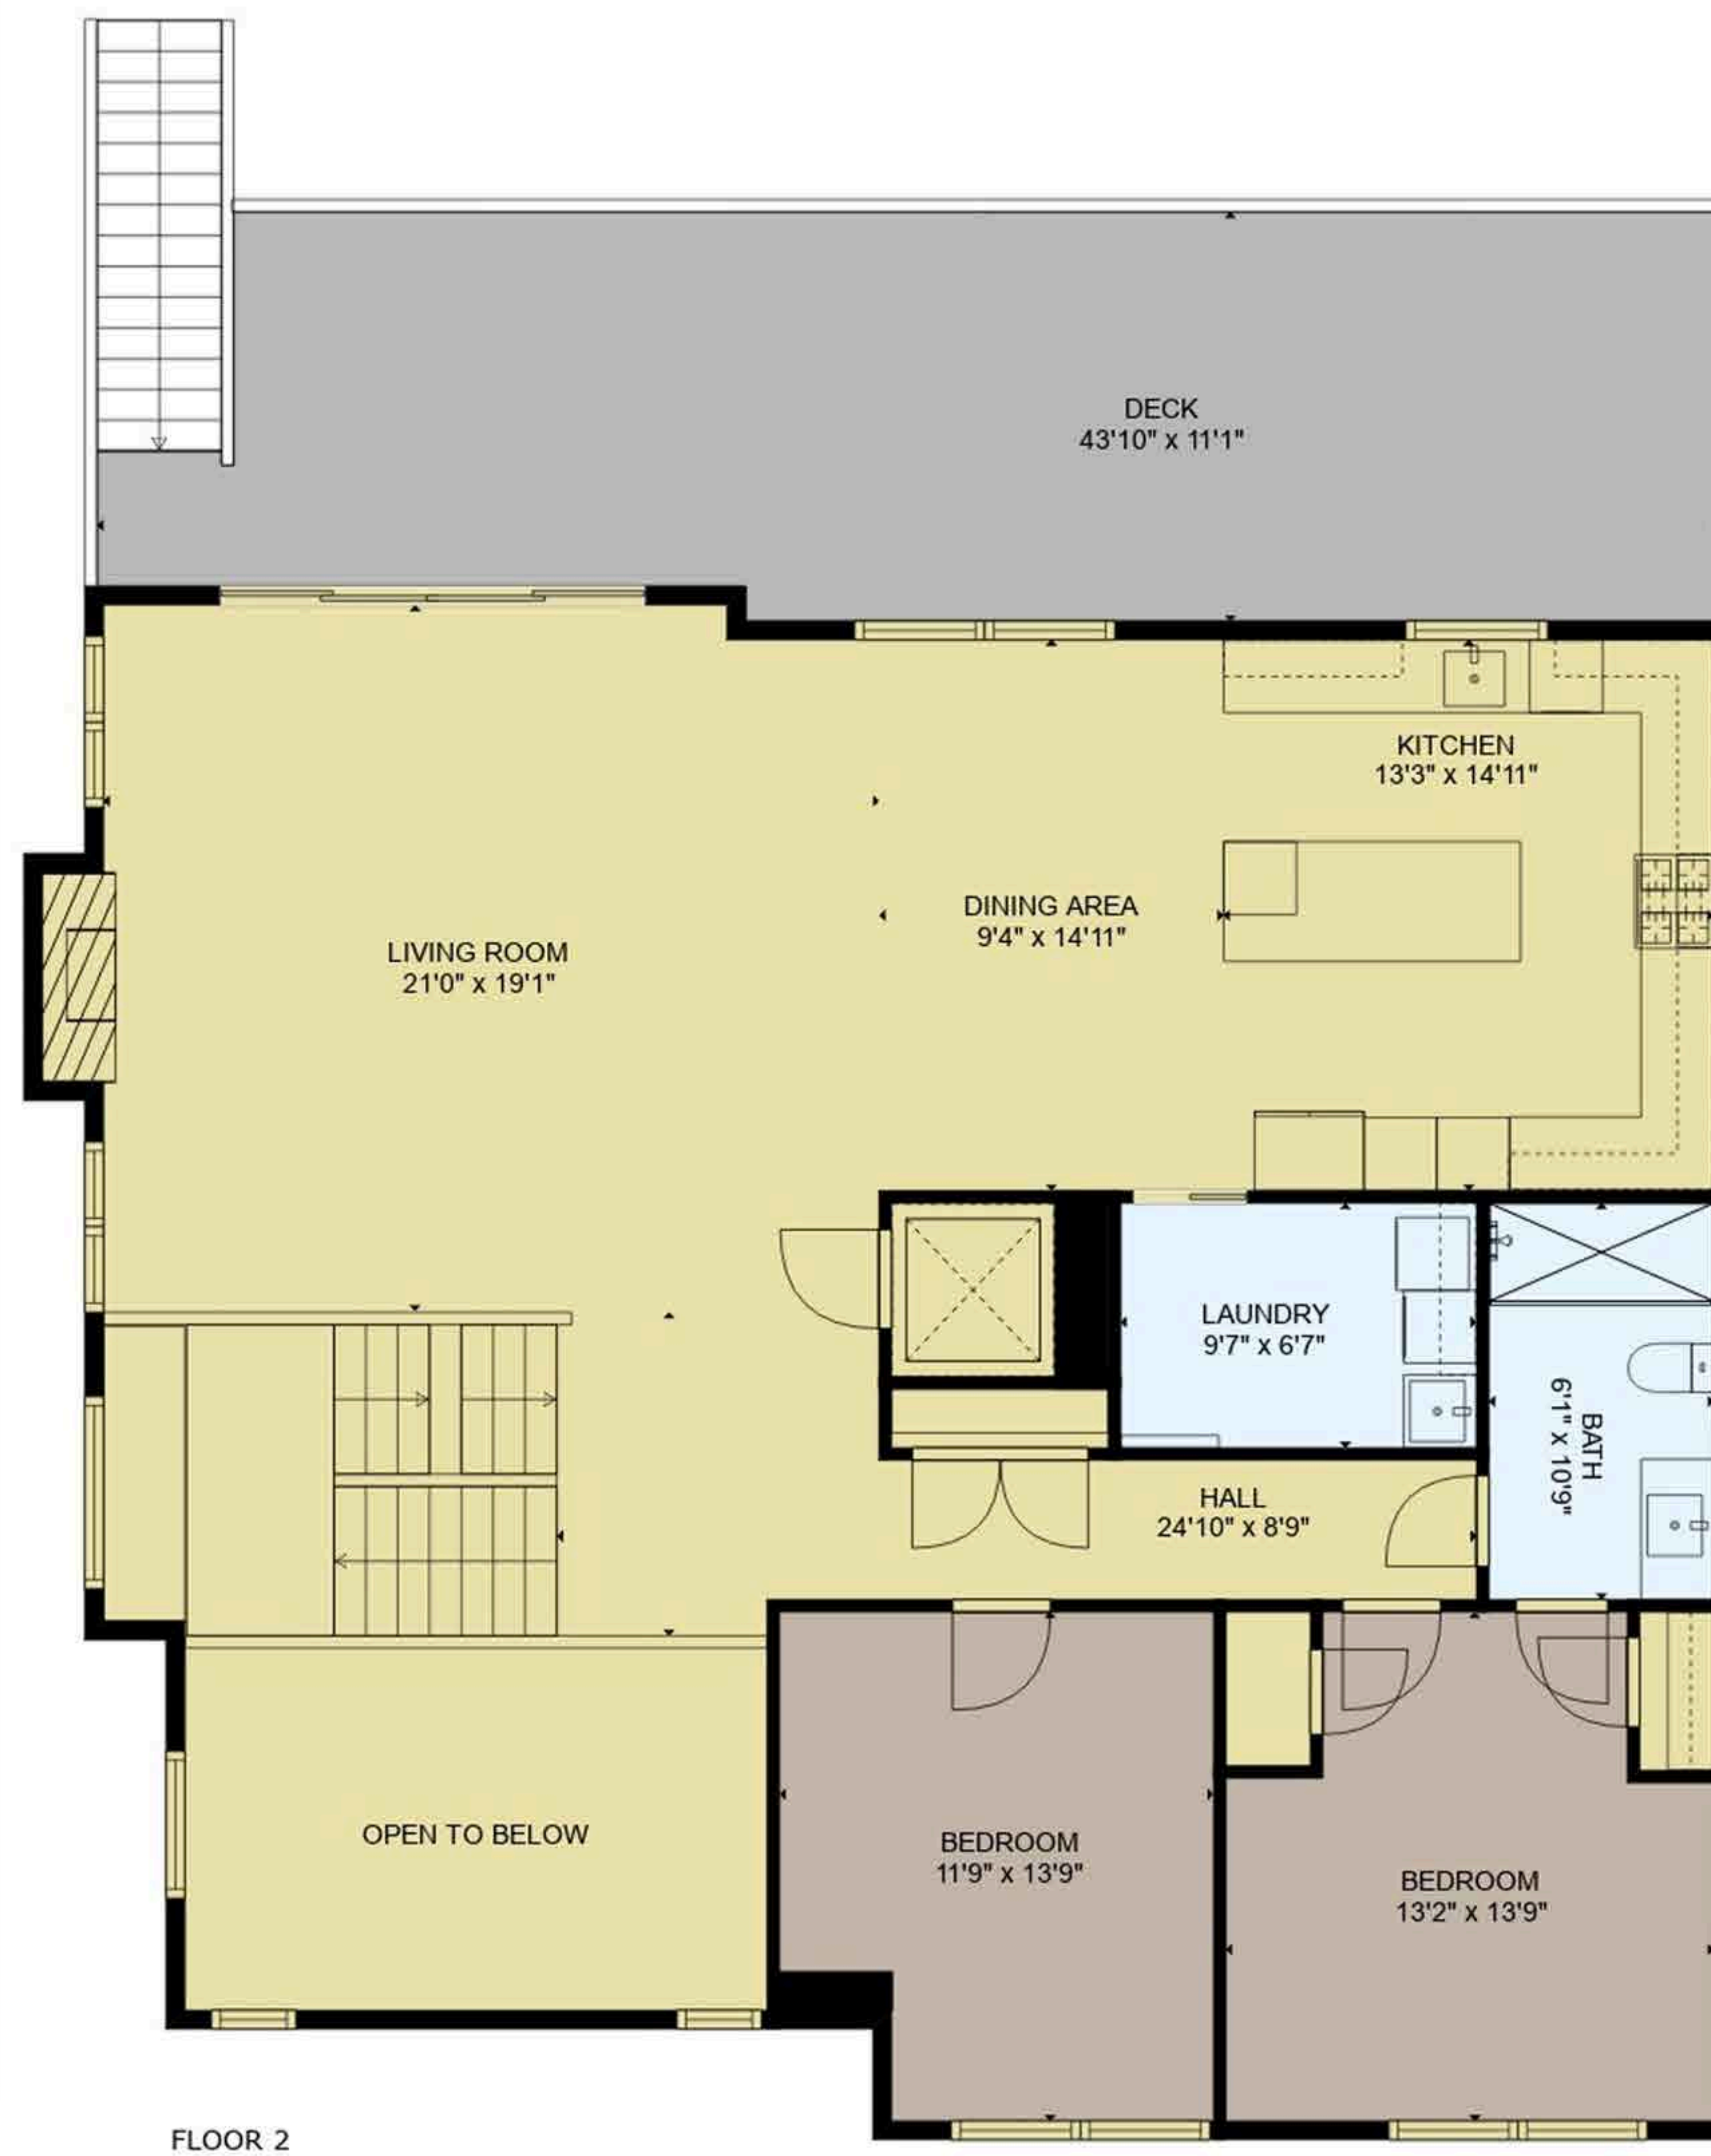 DECK
43'10" x 11'1"
KITCHEN
13'3" x 14'11"
DINING AREA
9'4" x 14'11"
LIVING ROOM
21'0" x 19'1"
LAUNDRY
9'7" x 6'7"
BATH
6'1" x 10'9"
HALL
24'10" x 8'9"
OPEN TO BELOW
BEDROOM
11'9" x 13'9"
BEDROOM
13'2" x 13'9"
FLOOR 2